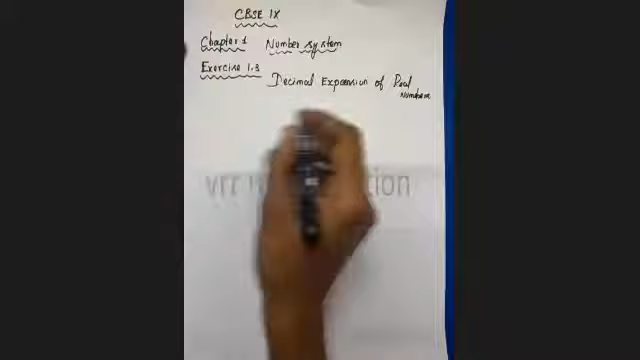 CBSE IX
Chapter 1 Number system
Exercise 1.3
Decimal Expansion of Real
Numbers